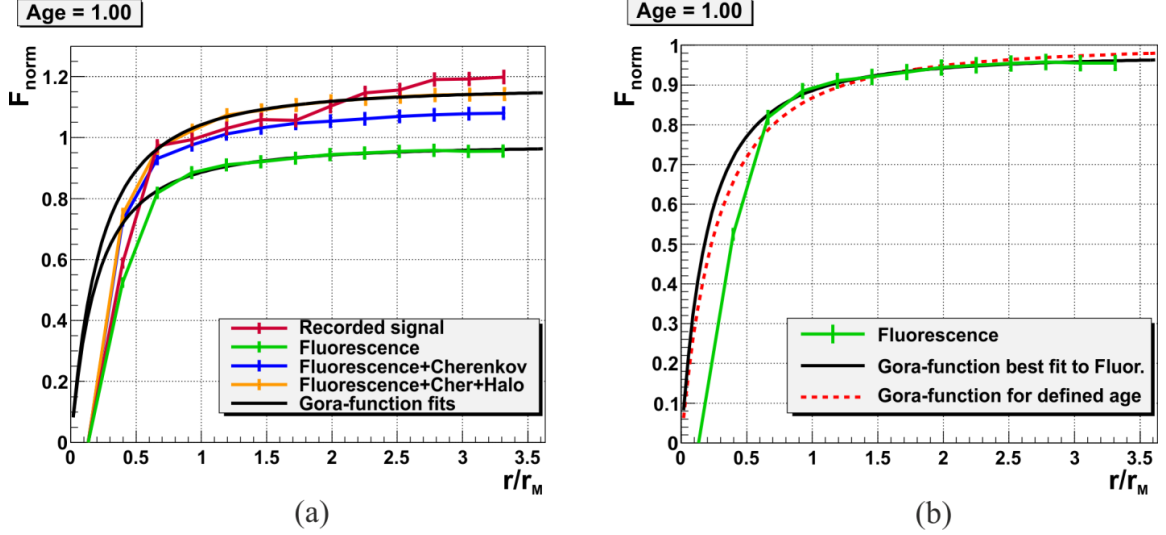 Age = 1.00
F_norm
1.2
1
0.8
0.6
0.4
0.2
0
0 0.5 1 1.5 2 2.5 3 3.5
r/r_M
Recorded signal
Fluorescence
Fluorescence+Cherenkov
Fluorescence+Cher+Halo
Gora-function fits
(a)
Age = 1.00
F_norm
1
0.9
0.8
0.7
0.6
0.5
0.4
0.3
0.2
0.1
0
0 0.5 1 1.5 2 2.5 3 3.5
r/r_M
Fluorescence
Gora-function best fit to Fluor.
Gora-function for defined age
(b)